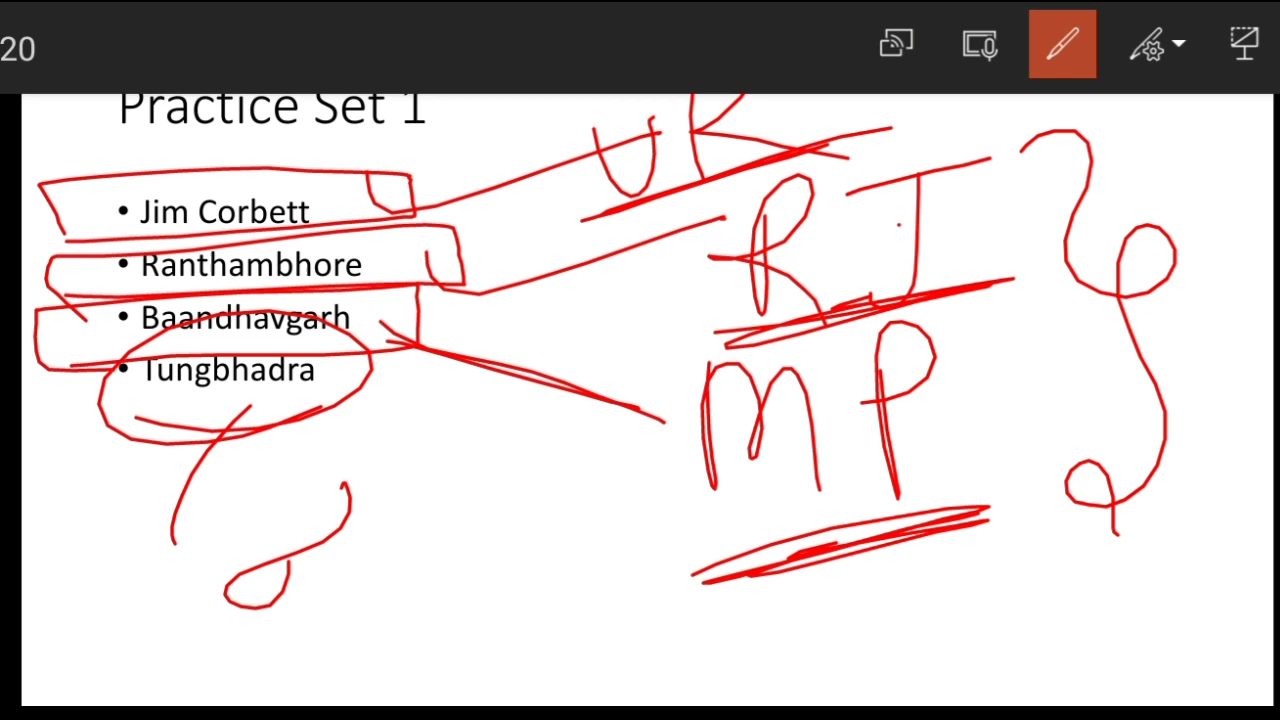 20
Practice Set 1
UK
• Jim Corbett
RJ
• Ranthambhore
• Baandhavgarh
MP
• Tungbhadra